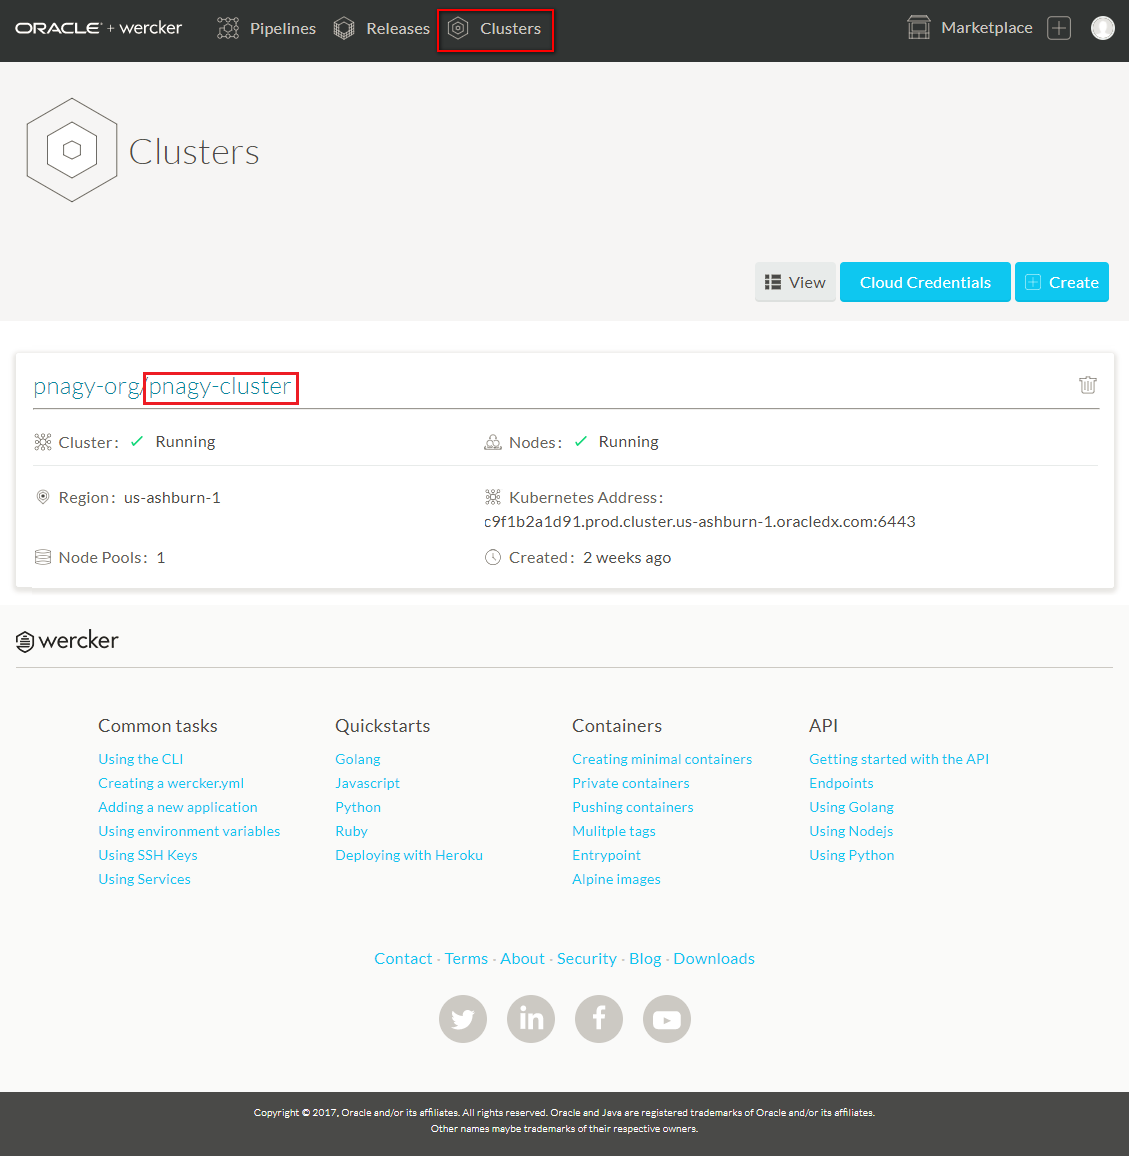 ORACLE + wercker Pipelines Releases Clusters Marketplace
Clusters
View Cloud Credentials Create
pnagy-org/pnagy-cluster
Cluster: Running Nodes: Running
Region: us-ashburn-1 Kubernetes Address:
c9f1b2a1d91.prod.cluster.us-ashburn-1.oracledx.com:6443
Node Pools: 1 Created: 2 weeks ago
wercker
Common tasks Quickstarts Containers API
Using the CLI Golang Creating minimal containers Getting started with the API
Creating a wercker.yml Javascript Private containers Endpoints
Adding a new application Python Pushing containers Using Golang
Using environment variables Ruby Mulitple tags Using Nodejs
Using SSH Keys Deploying with Heroku Entrypoint Using Python
Using Services Alpine images
Contact - Terms - About - Security - Blog - Downloads
Copyright © 2017, Oracle and/or its affiliates. All rights reserved. Oracle and Java are registered trademarks of Oracle and/or its affiliates.
Other names maybe trademarks of their respective owners.